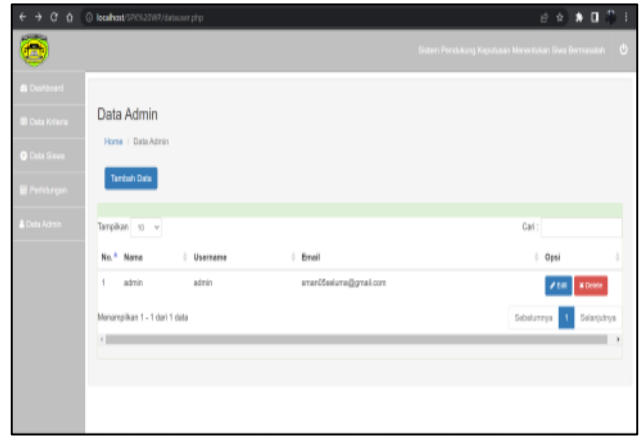 localhost/SPK%20WP/datauser.php
Sistem Pendukung Keputusan Menentukan Siswa Bermasalah
Dashboard
Data Kriteria
Data Siswa
Perhitungan
Data Admin
Data Admin
Home / Data Admin
Tambah Data
Tampilkan 10
Cari :
No. Nama Username Email Opsi
1 admin admin Edit Delete
Menampilkan 1 - 1 dari 1 data
Sebelumnya 1 Selanjutnya